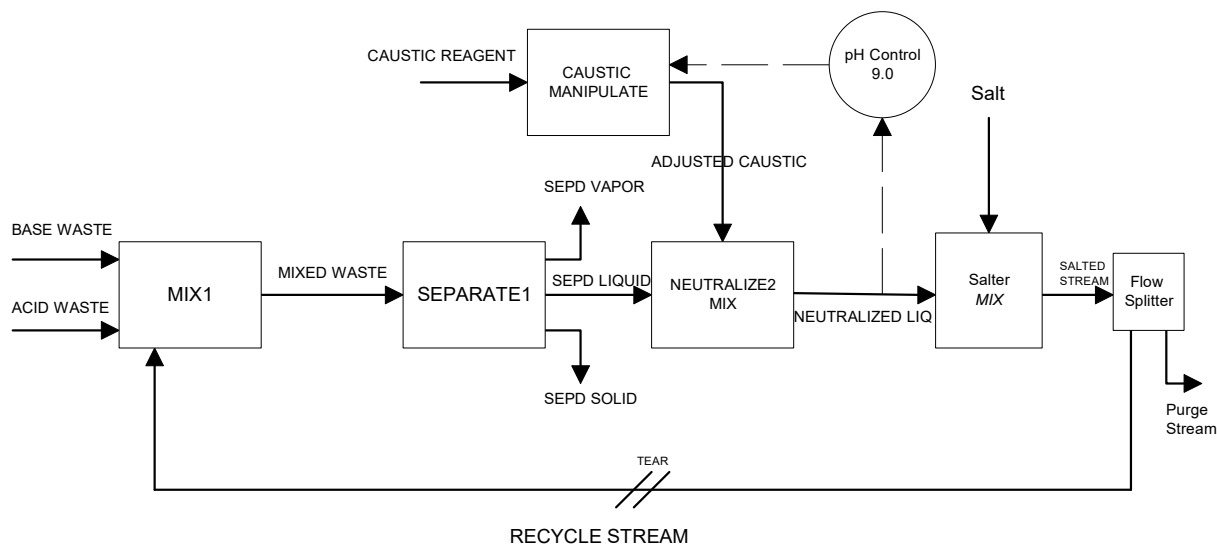 CAUSTIC REAGENT
CAUSTIC
MANIPULATE
pH Control
9.0
Salt
ADJUSTED CAUSTIC
SEPD VAPOR
BASE WASTE
MIX1
MIXED WASTE
SEPARATE1
SEPD LIQUID
NEUTRALIZE2
MIX
NEUTRALIZED LIQ
Salter
MIX
SALTED
STREAM
Flow
Splitter
ACID WASTE
SEPD SOLID
Purge
Stream
TEAR
RECYCLE STREAM